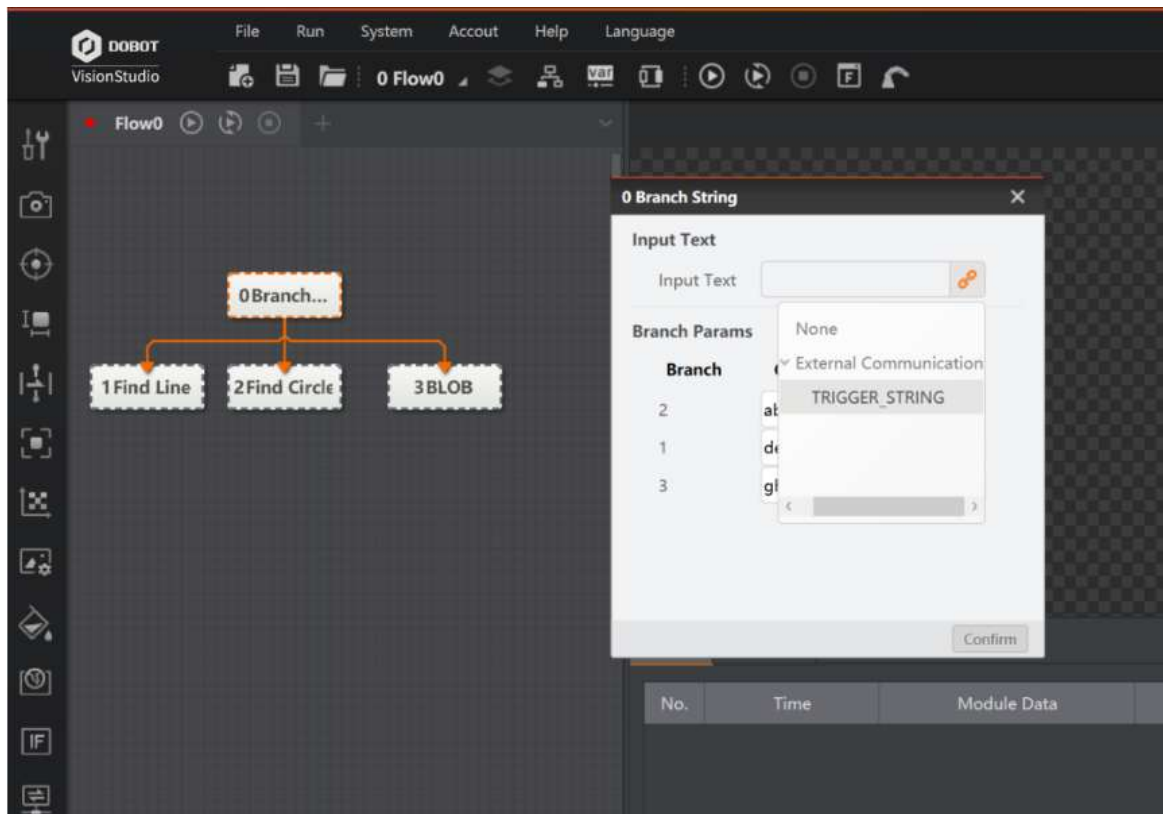 File Run System Accout Help Language
DOBOT
VisionStudio
0 Flow0
var
F
Flow0
0 Branch String
Input Text
Input Text
None
Branch Params
External Communication
Branch
TRIGGER_STRING
2
1
3
0Branch...
1Find Line
2Find Circle
3BLOB
IF
Confirm
No. Time Module Data